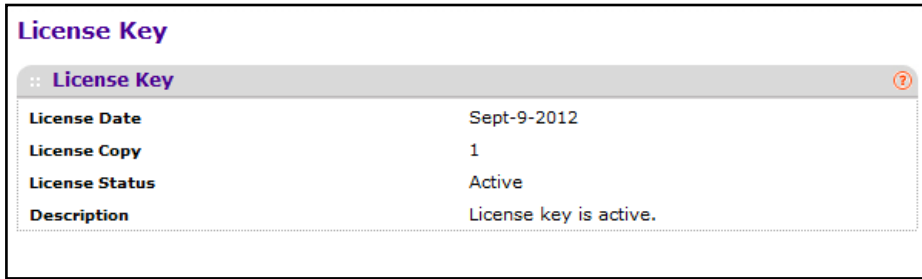 License Key
:: License Key ?
License Date Sept-9-2012
License Copy 1
License Status Active
Description License key is active.